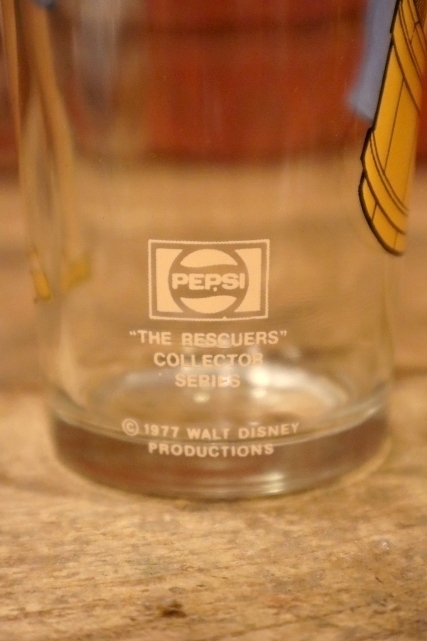 PEPSI
"THE RESCUERS"
COLLECTOR
SERIES
© 1977 WALT DISNEY
PRODUCTIONS